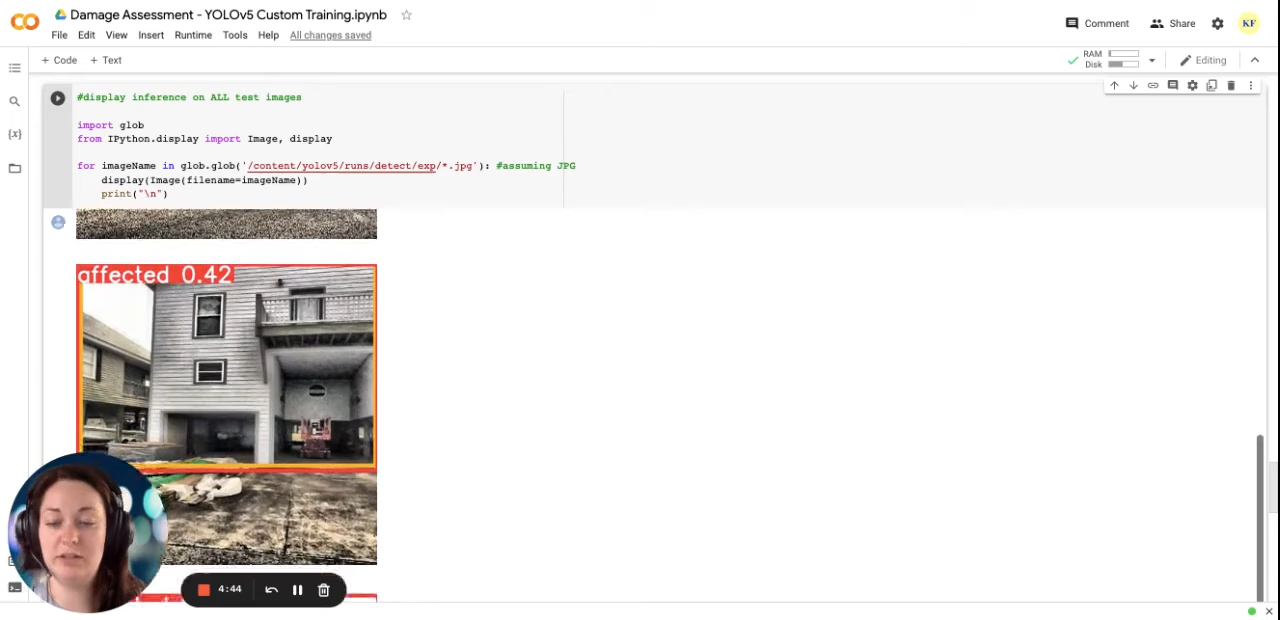 Damage Assessment - YOLOv5 Custom Training.ipynb
Comment
Share
KF
File Edit View Insert Runtime Tools Help All changes saved
+ Code + Text
RAM
Disk
Editing
#display inference on ALL test images
import glob
from IPython.display import Image, display
for imageName in glob.glob('/content/yolov5/runs/detect/exp/*.jpg'): #assuming JPG
display(Image(filename=imageName))
print("\n")
{x}
affected 0.42
4:44